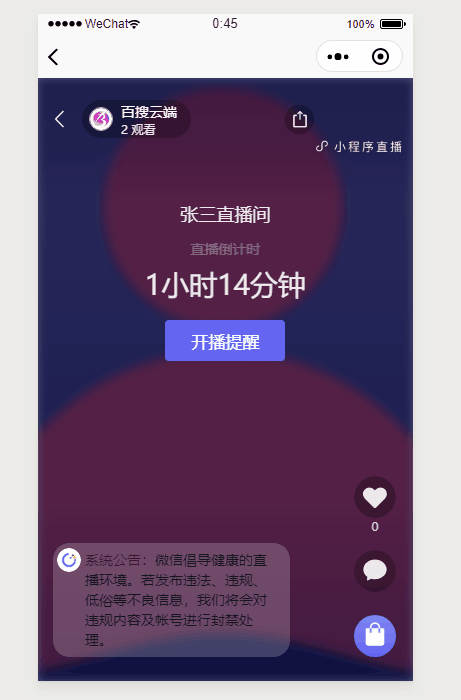 WeChat
0:45
100%
百搜云端
2 观看
小程序直播
张三直播间
直播倒计时
1小时14分钟
开播提醒
0
系统公告：微信倡导健康的直
播环境。若发布违法、违规、
低俗等不良信息，我们将会对
违规内容及帐号进行封禁处
理。